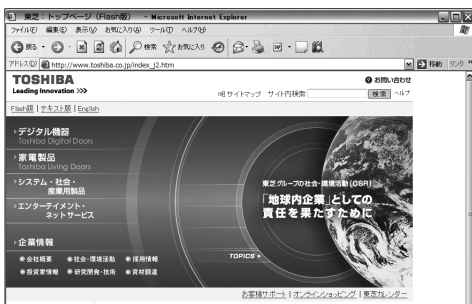 東芝：トップページ (Flash版) - Microsoft Internet Explorer
ファイル(F) 編集(E) 表示(V) お気に入り(A) ツール(T) ヘルプ(H)
戻る 検索 お気に入り
アドレス(D) http://www.toshiba.co.jp/index_j2.htm 移動 リンク »
TOSHIBA
Leading Innovation >>>
お問い合わせ
サイトマップ サイト内検索 検索 ヘルプ
Flash版 | テキスト版 | English
デジタル機器
Toshiba Digital Doors
家電製品
Toshiba Living Doors
システム・社会・
産業用製品
エンターテイメント・
ネットサービス
企業情報
会社概要 社会・環境活動 採用情報
投資家情報 研究開発・技術 資材調達
東芝グループの社会・環境活動(CSR)
「地球内企業」としての
責任を果たすために
TOPICS
お客様サポート | オンラインショッピング | 東芝カレンダー